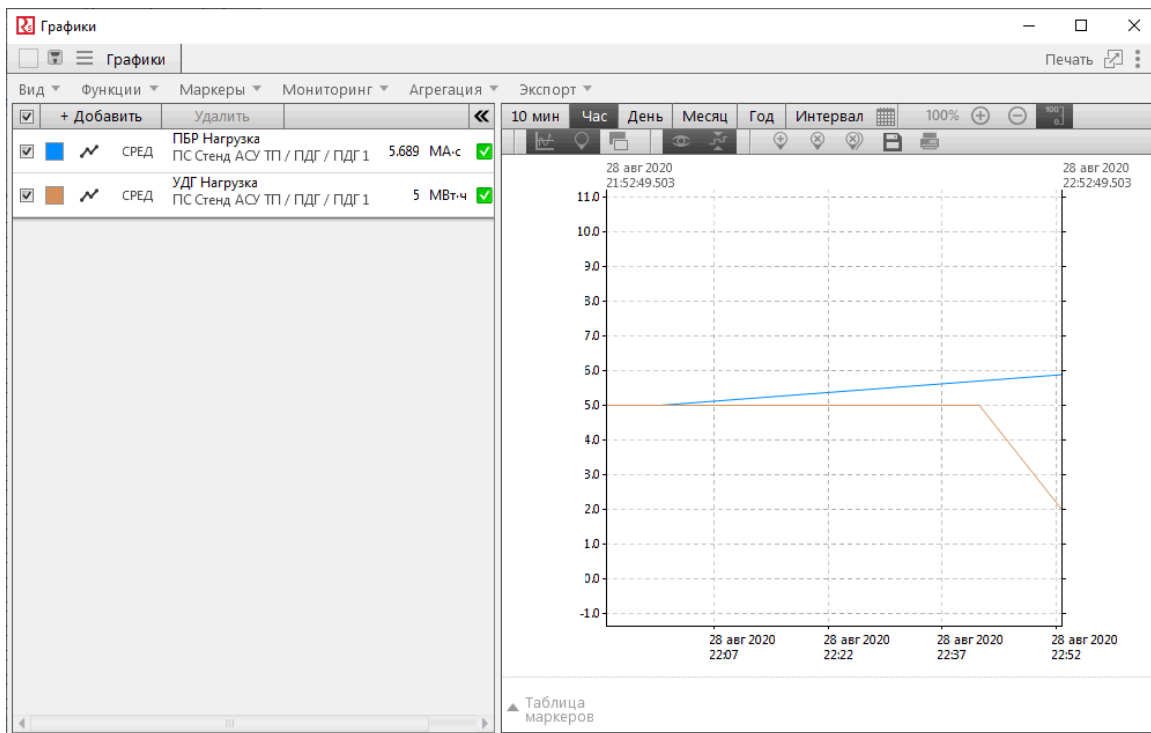 Графики
Графики
Печать
Вид Функции Маркеры Мониторинг Агрегация Экспорт
+ Добавить Удалить
10 мин Час День Месяц Год Интервал 100%
СРЕД ПБР Нагрузка 5.689 МА·с
ПС Стенд АСУ ТП / ПДГ / ПДГ 1
СРЕД УДГ Нагрузка 5 МВт·ч
ПС Стенд АСУ ТП / ПДГ / ПДГ 1
28 авг 2020 28 авг 2020
21:52:49.503 22:52:49.503
11.0
10.0
9.0
8.0
7.0
6.0
5.0
4.0
3.0
2.0
1.0
0.0
-1.0
28 авг 2020 28 авг 2020 28 авг 2020 28 авг 2020
22:07 22:22 22:37 22:52
Таблица
маркеров